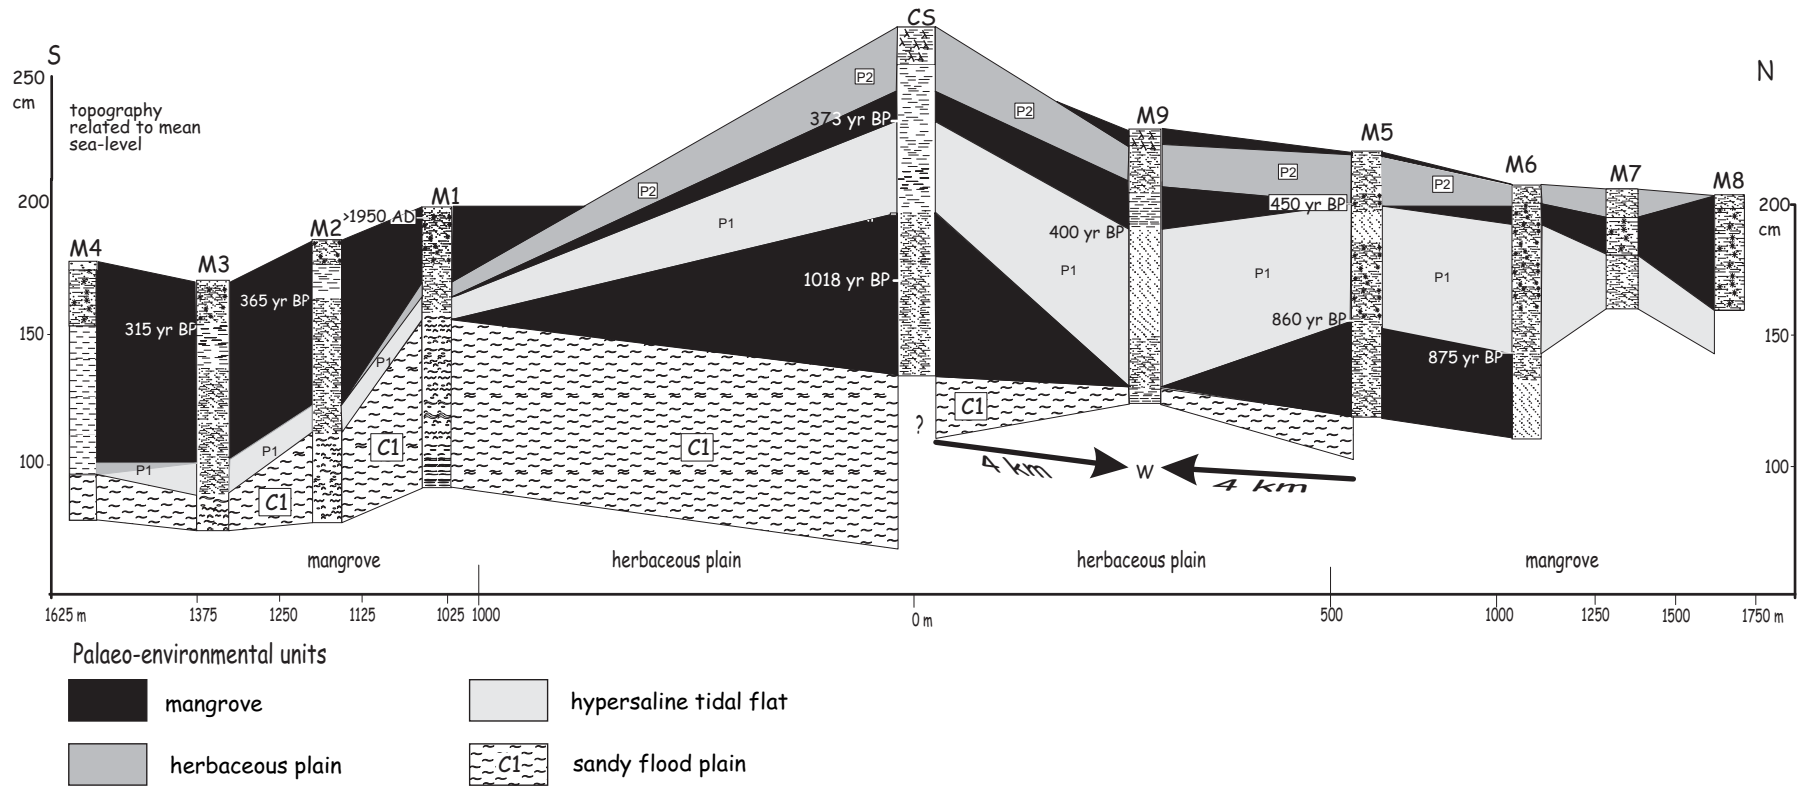 CS
S
N
250
cm
topography
related to mean
sea-level
P2
P2
373 yr BP
M9
M5
M6
M7
M8
M1
M2
M3
M4
200
>1950 AD
P2
P2
P2
450 yr BP
200
cm
P1
400 yr BP
P1
P1
P1
1018 yr BP
365 yr BP
315 yr BP
860 yr BP
875 yr BP
150
150
P1
C1
?
P1
P1
C1
C1
C1
100
100
4 km
W
4 km
mangrove
herbaceous plain
herbaceous plain
mangrove
1625 m
1375
1250
1125
1025
1000
0 m
500
1000
1250
1500
1750 m
Palaeo-environmental units
mangrove
hypersaline tidal flat
herbaceous plain
C1
sandy flood plain